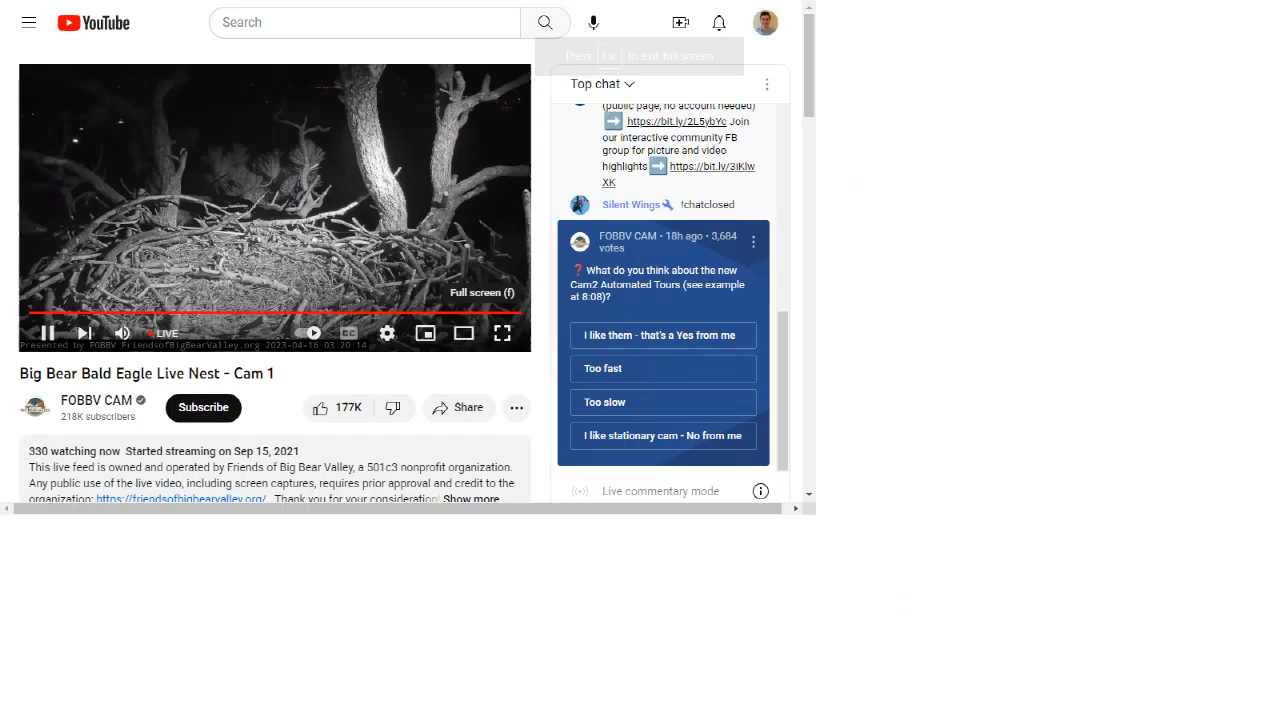 YouTube
Search
Press Esc to exit full screen
Top chat
(public page, no account needed)
https://bit.ly/2L5ybYc Join
our interactive community FB
group for picture and video
highlights https://bit.ly/3IKlw
XK
Silent Wings !chatclosed
FOBBV CAM • 18h ago • 3,684
votes
What do you think about the new
Cam2 Automated Tours (see example
at 8:08)?
I like them - that's a Yes from me
Too fast
Too slow
I like stationary cam - No from me
Live commentary mode
Full screen (f)
LIVE
CC
Presented by FOBBV FriendsofBigBearValley.org 2023-04-16 03:20:14
Big Bear Bald Eagle Live Nest - Cam 1
FOBBV CAM
218K subscribers
Subscribe
177K
Share
330 watching now Started streaming on Sep 15, 2021
This live feed is owned and operated by Friends of Big Bear Valley, a 501c3 nonprofit organization.
Any public use of the live video, including screen captures, requires prior approval and credit to the
organization: https://friendsofbigbearvalley.org/ . Thank you for your consideration! Show more